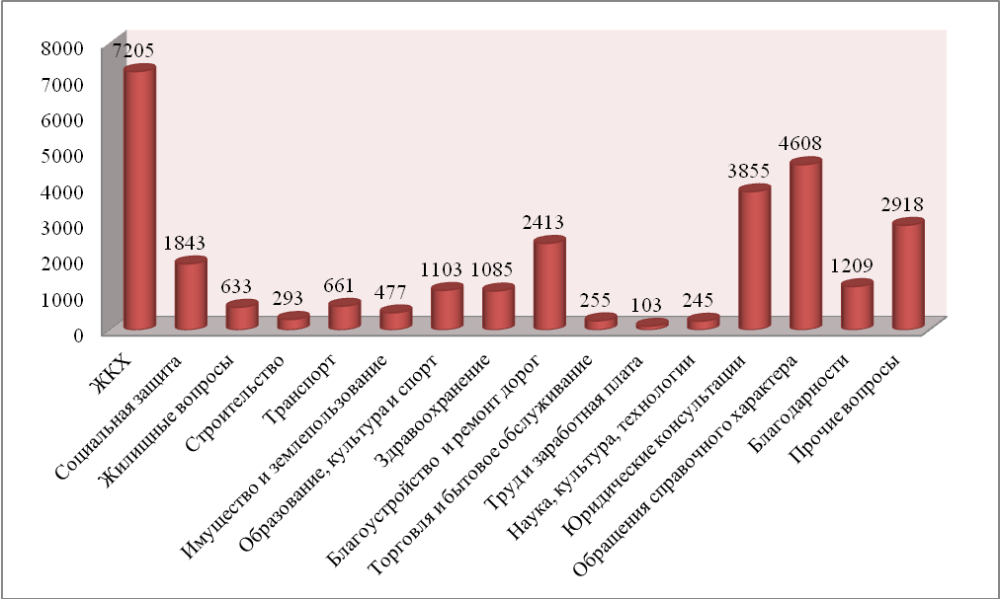 8000
7000
6000
5000
4000
3000
2000
1000
0
7205
1843
633
293
661
477
1103
1085
2413
255
103
245
3855
4608
1209
2918
ЖКХ
Социальная защита
Жилищные вопросы
Строительство
Транспорт
Имущество и землепользование
Образование, культура и спорт
Здравоохранение
Благоустройство и ремонт дорог
Торговля и бытовое обслуживание
Труд и заработная плата
Наука, культура, технологии
Юридические консультации
Обращения справочного характера
Благодарности
Прочие вопросы